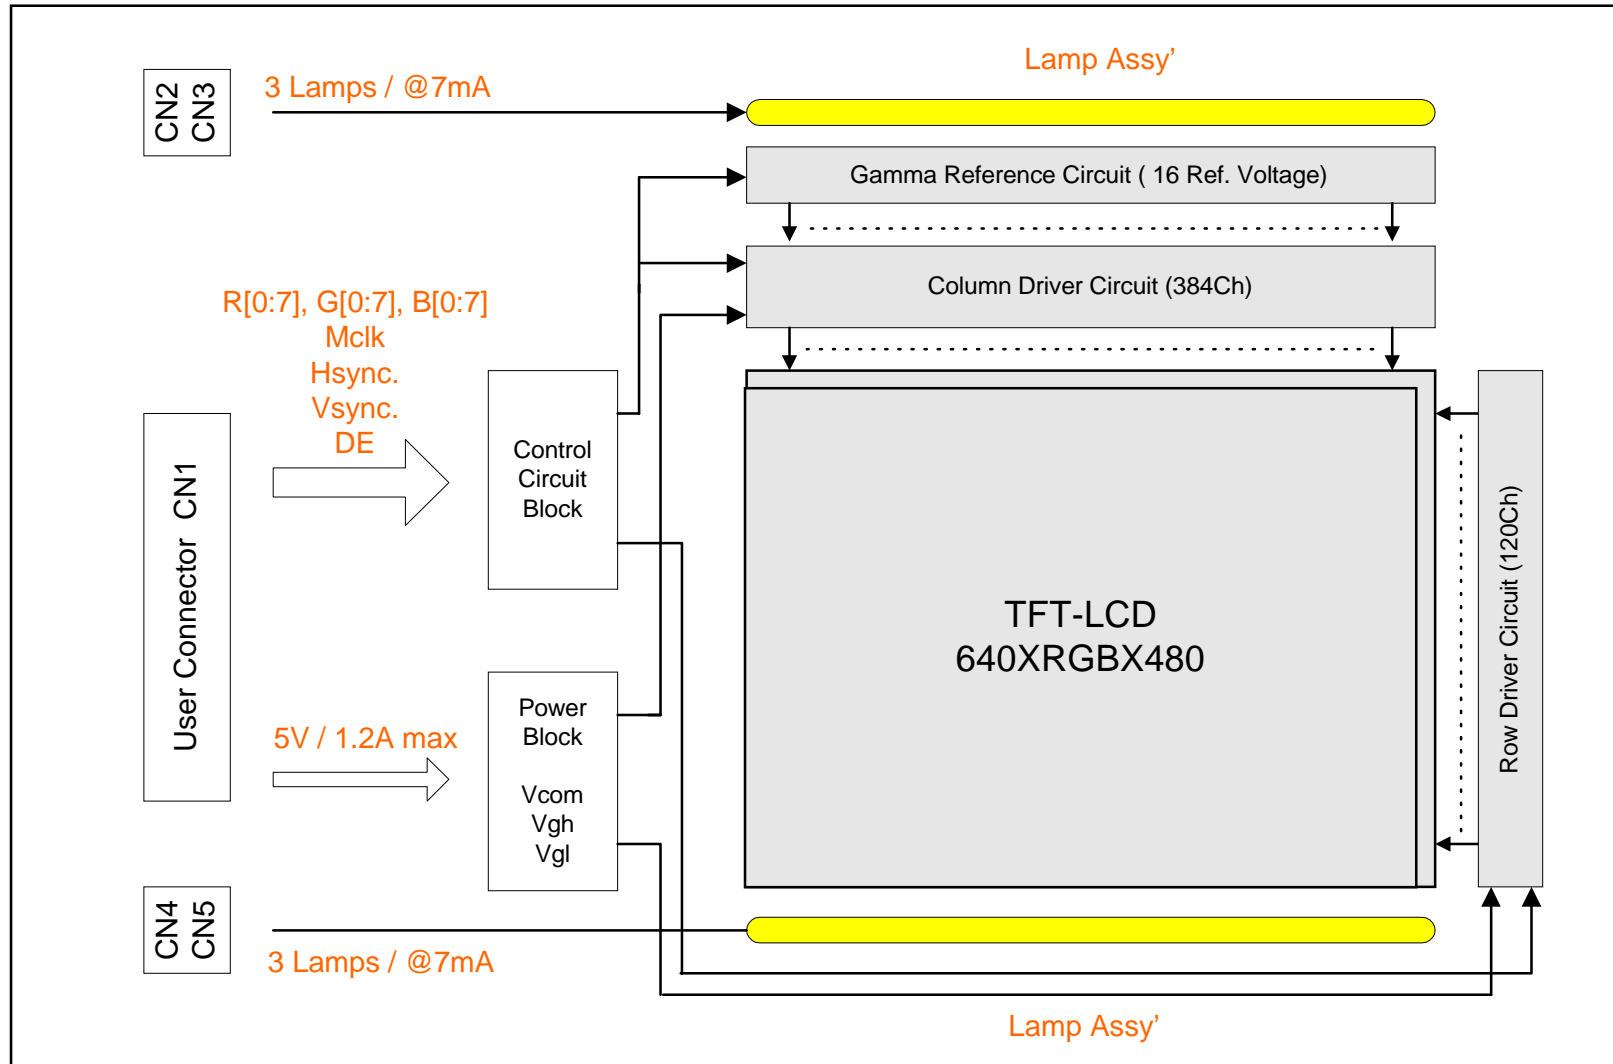 Lamp Assy’
CN2
CN3
3 Lamps / @7mA
Gamma Reference Circuit ( 16 Ref. Voltage)
Column Driver Circuit (384Ch)
R[0:7], G[0:7], B[0:7]
Mclk
Hsync.
Vsync.
DE
User Connector CN1
Control
Circuit
Block
TFT-LCD
640XRGBX480
Row Driver Circuit (120Ch)
5V / 1.2A max
Power
Block
Vcom
Vgh
Vgl
CN4
CN5
3 Lamps / @7mA
Lamp Assy’